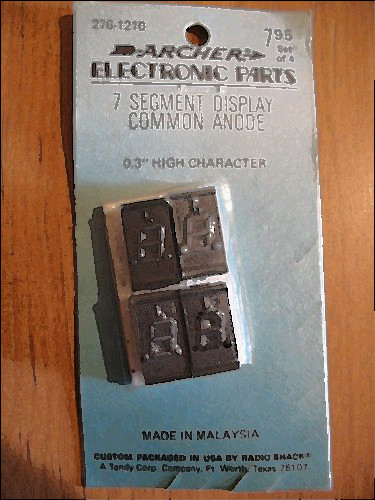 276-1210
7.95
Set of 4
ARCHER
ELECTRONIC PARTS
7 SEGMENT DISPLAY
COMMON ANODE
0.3" HIGH CHARACTER
MADE IN MALAYSIA
CUSTOM PACKAGED IN USA BY RADIO SHACK®
A Tandy Corp. Company, Ft. Worth, Texas 76107